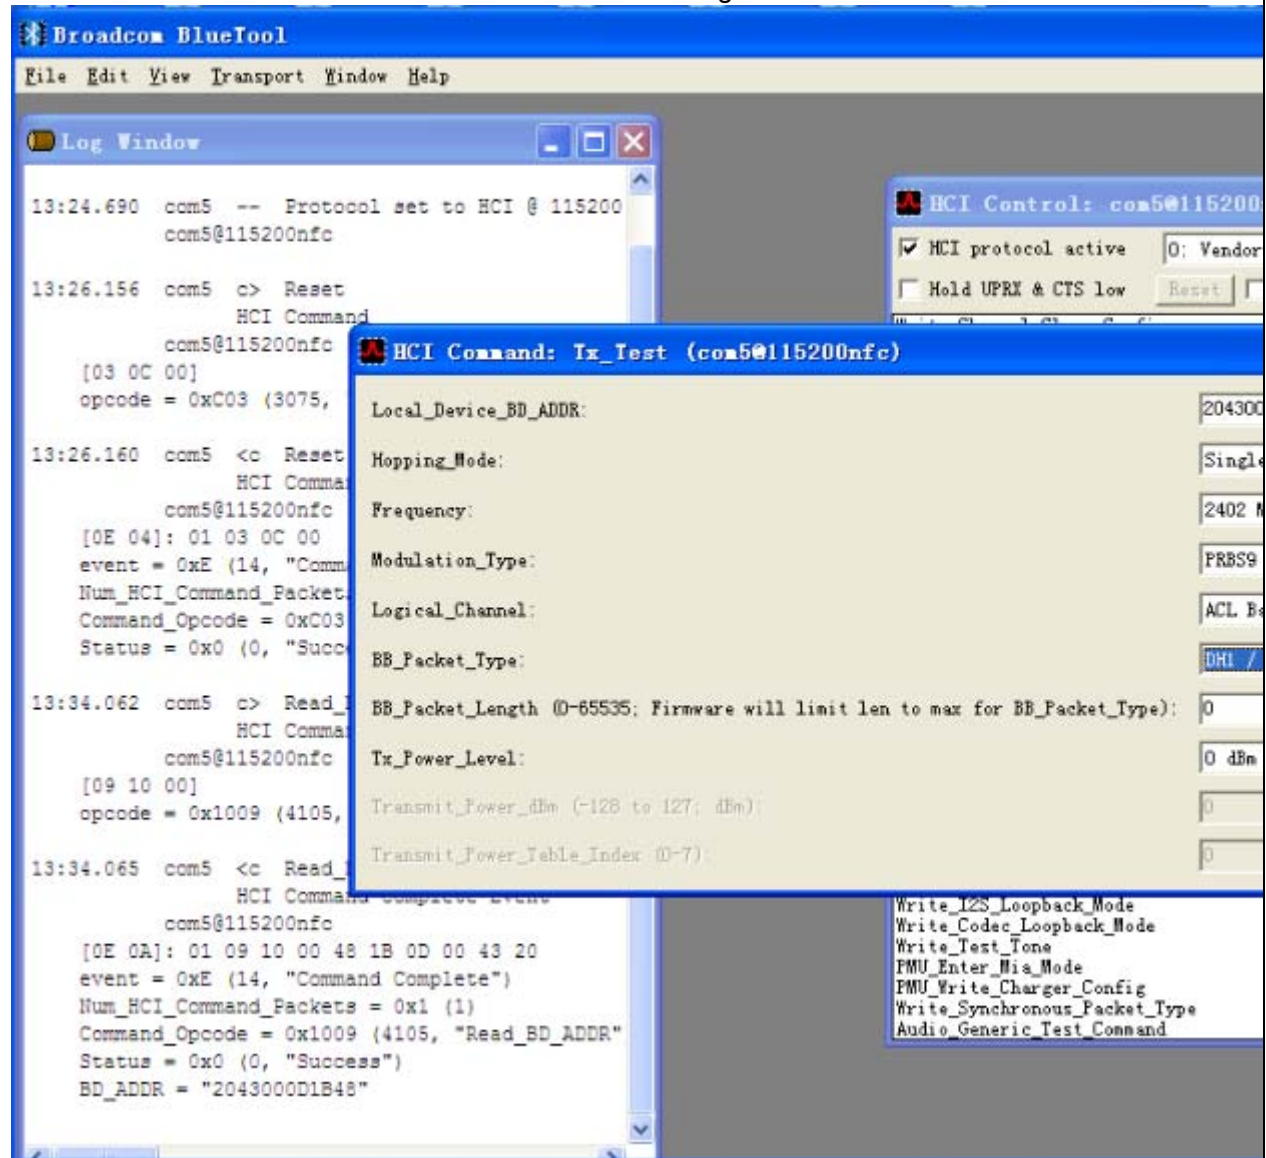 Broadcom BlueTool
File Edit View Transport Window Help
Log Window
13:24.690 com5 -- Protocol set to HCI @ 115200
com5@115200nfc
13:26.156 com5 c> Reset
HCI Command
com5@115200nfc
[03 0C 00]
opcode = 0xC03 (3075,
13:26.160 com5 <c Reset
HCI Comma
com5@115200nfc
[0E 04]: 01 03 0C 00
event = 0xE (14, "Comm
Num_HCI_Command_Packet
Command_Opcode = 0xC03
Status = 0x0 (0, "Succ
13:34.062 com5 c> Read_
HCI Comma
com5@115200nfc
[09 10 00]
opcode = 0x1009 (4105,
13:34.065 com5 <c Read_
HCI Command Complete Event
com5@115200nfc
[0E 0A]: 01 09 10 00 48 1B 0D 00 43 20
event = 0xE (14, "Command Complete")
Num_HCI_Command_Packets = 0x1 (1)
Command_Opcode = 0x1009 (4105, "Read_BD_ADDR"
Status = 0x0 (0, "Success")
BD_ADDR = "2043000D1B48"
HCI Control: com5@115200
HCI protocol active 0: Vendor
Hold UPRX & CTS low Reset
HCI Command: Tx_Test (com5@115200nfc)
Local_Device_BD_ADDR: 204300
Hopping_Mode: Single
Frequency: 2402 M
Modulation_Type: PRBS9
Logical_Channel: ACL Ba
BB_Packet_Type: DH1 /
BB_Packet_Length (0-65535; Firmware will limit len to max for BB_Packet_Type): 0
Tx_Power_Level: 0 dBm
Transmit_Power_dBm (-128 to 127; dBm): 0
Transmit_Power_Table_Index (0-7): 0
Write_I2S_Loopback_Mode
Write_Codec_Loopback_Mode
Write_Test_Tone
PMU_Enter_Mia_Mode
PMU_Write_Charger_Config
Write_Synchronous_Packet_Type
Audio_Generic_Test_Command